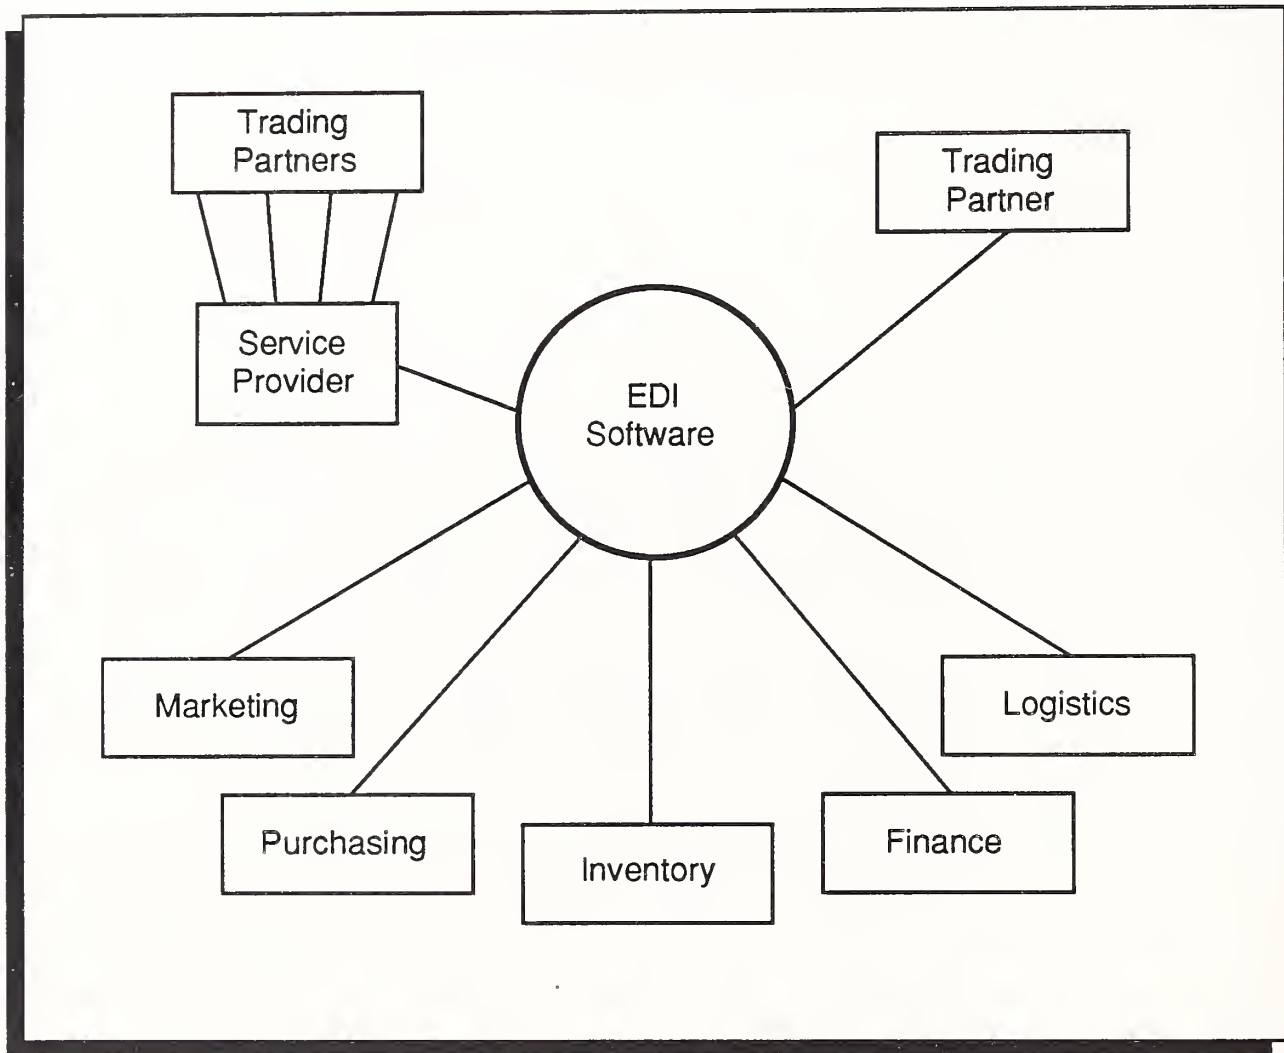 Trading
Partners
Trading
Partner
Service
Provider
EDI
Software
Marketing
Logistics
Purchasing
Inventory
Finance